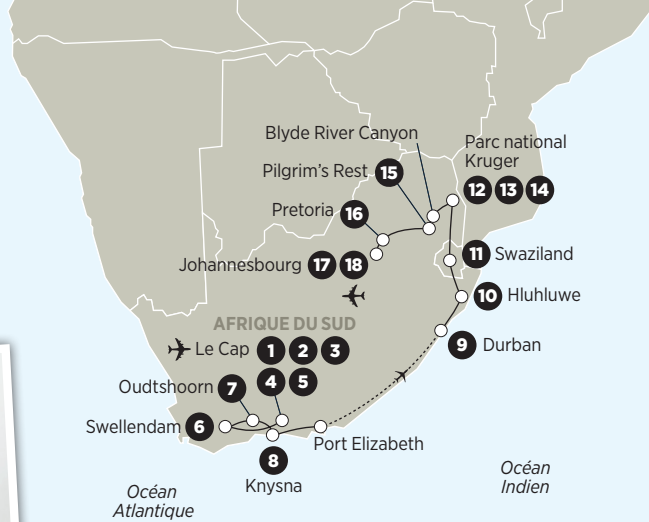 Blyde River Canyon
Parc national
Kruger
Pilgrim's Rest 15
12 13 14
Pretoria 16
11 Swaziland
Johannesbourg 17 18
10 Hluhluwe
AFRIQUE DU SUD
Le Cap 1 2 3
9 Durban
Oudtshoorn 7
4 5
Swellendam 6
Port Elizabeth
8
Knysna
Océan
Indien
Océan
Atlantique